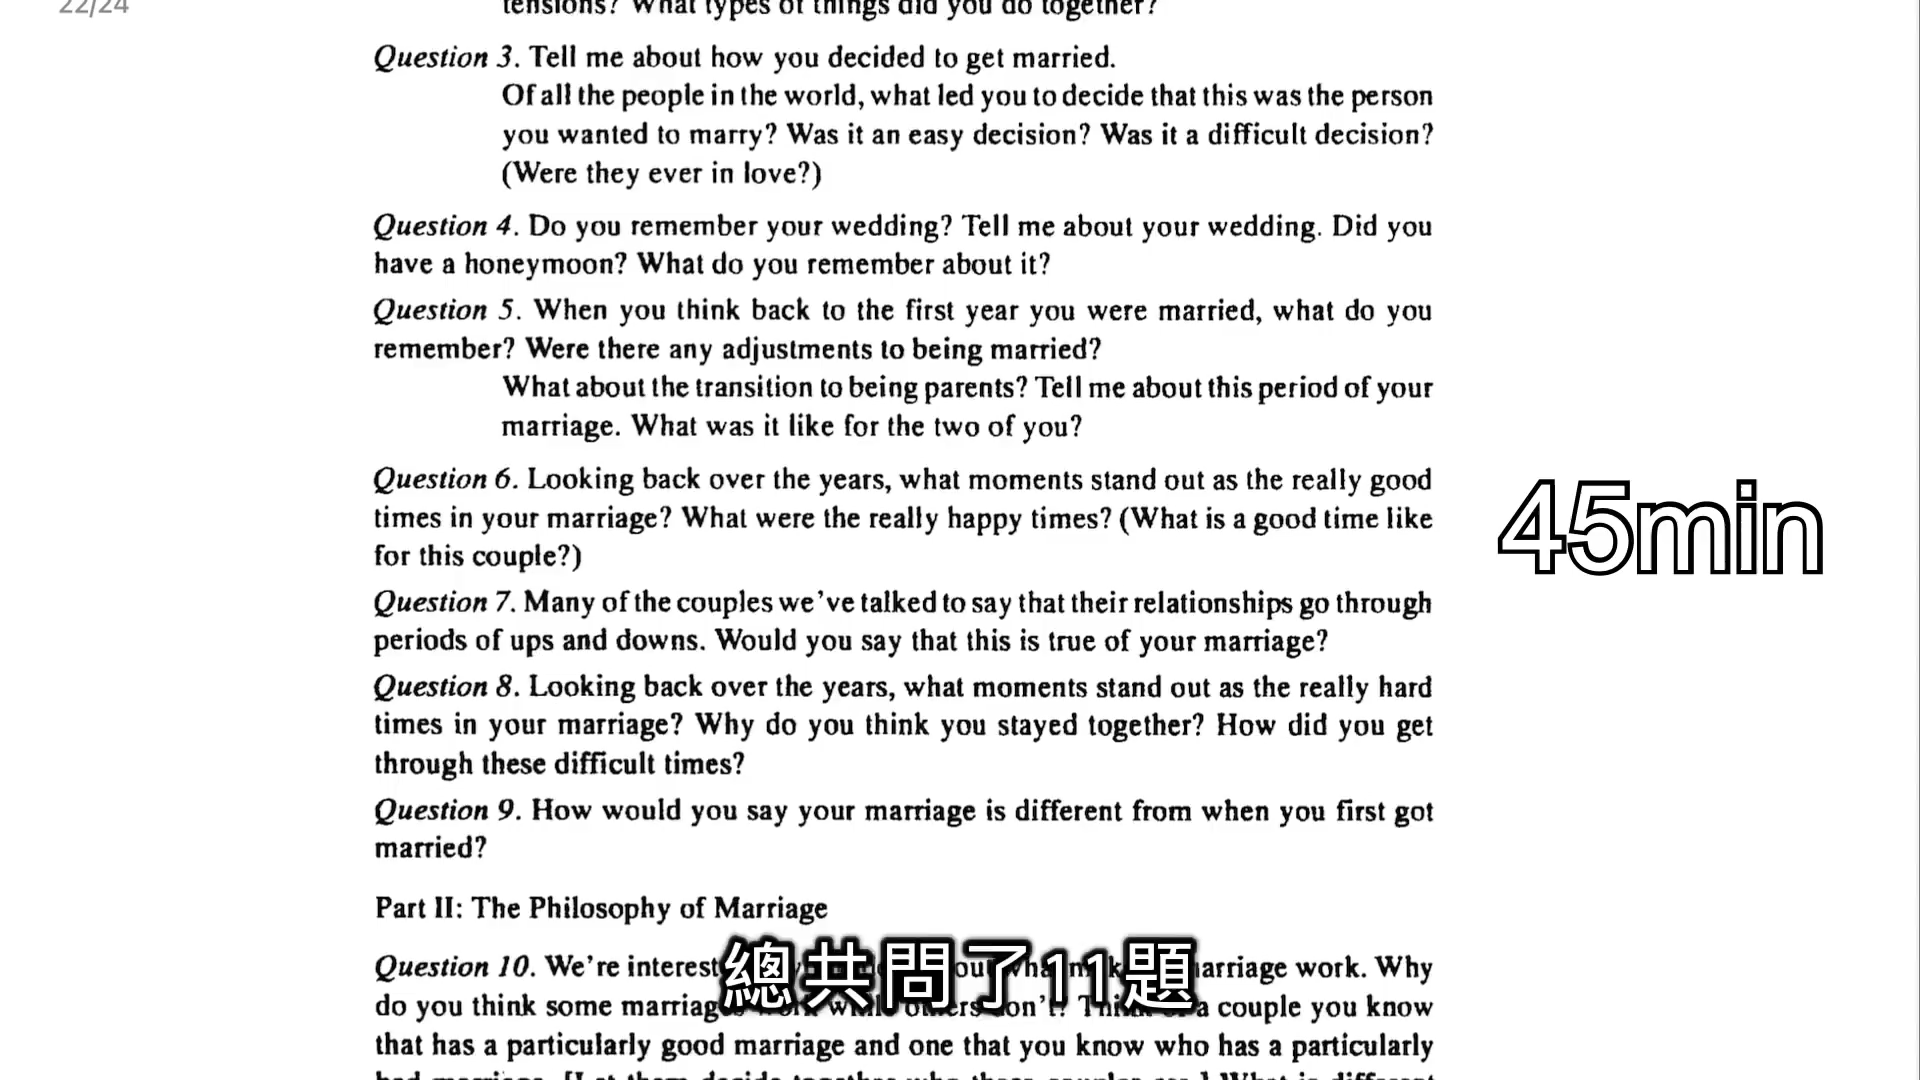 22/24
tensions? What types of things did you do together?
Question 3. Tell me about how you decided to get married.
Of all the people in the world, what led you to decide that this was the person
you wanted to marry? Was it an easy decision? Was it a difficult decision?
(Were they ever in love?)
Question 4. Do you remember your wedding? Tell me about your wedding. Did you
have a honeymoon? What do you remember about it?
Question 5. When you think back to the first year you were married, what do you
remember? Were there any adjustments to being married?
What about the transition to being parents? Tell me about this period of your
marriage. What was it like for the two of you?
Question 6. Looking back over the years, what moments stand out as the really good
times in your marriage? What were the really happy times? (What is a good time like
for this couple?)
45min
Question 7. Many of the couples we've talked to say that their relationships go through
periods of ups and downs. Would you say that this is true of your marriage?
Question 8. Looking back over the years, what moments stand out as the really hard
times in your marriage? Why do you think you stayed together? How did you get
through these difficult times?
Question 9. How would you say your marriage is different from when you first got
married?
Part II: The Philosophy of Marriage
Question 10. We're marriage work. Why
總共問了11題
do you think some a couple you know
that has a particularly good marriage and one that you know who has a particularly